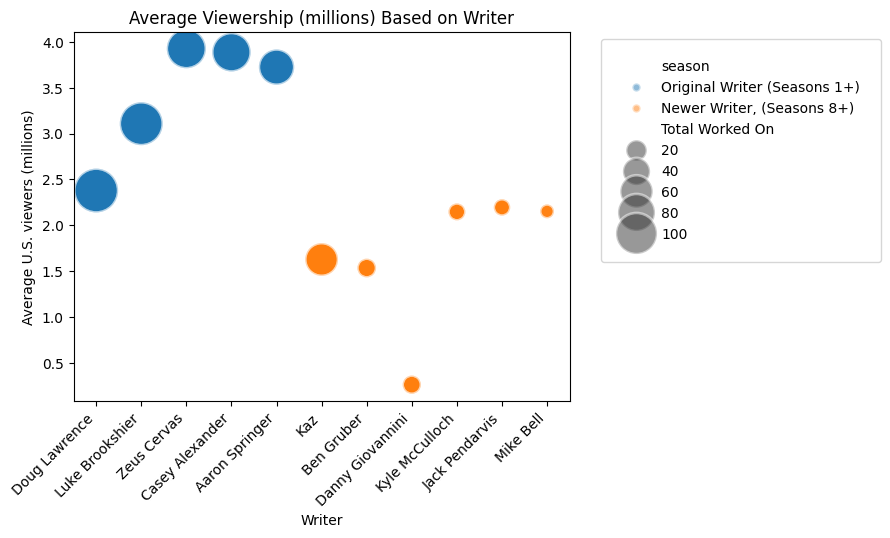 Average Viewership (millions) Based on Writer
Average U.S. viewers (millions)
4.0
3.5
3.0
2.5
2.0
1.5
1.0
0.5
Doug Lawrence
Luke Brookshier
Zeus Cervas
Casey Alexander
Aaron Springer
Kaz
Ben Gruber
Danny Giovannini
Kyle McCulloch
Jack Pendarvis
Mike Bell
Writer
season
Original Writer (Seasons 1+)
Newer Writer, (Seasons 8+)
Total Worked On
20
40
60
80
100